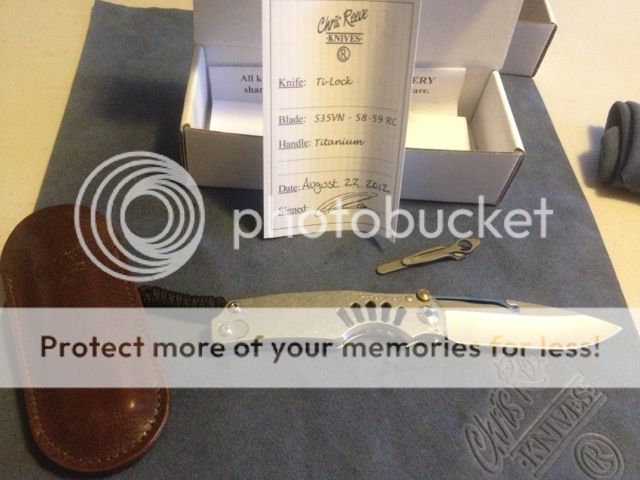 Chris Reeve
KNIVES
R
Knife: Ti-Lock
Blade: S35VN - 58-59 RC
Handle: Titanium
Date: August 22, 2012
Signed:
All k
shar
ERY
are.
photobucket
Protect more of your memories for less!
Chris Reeve
KNIVES
R